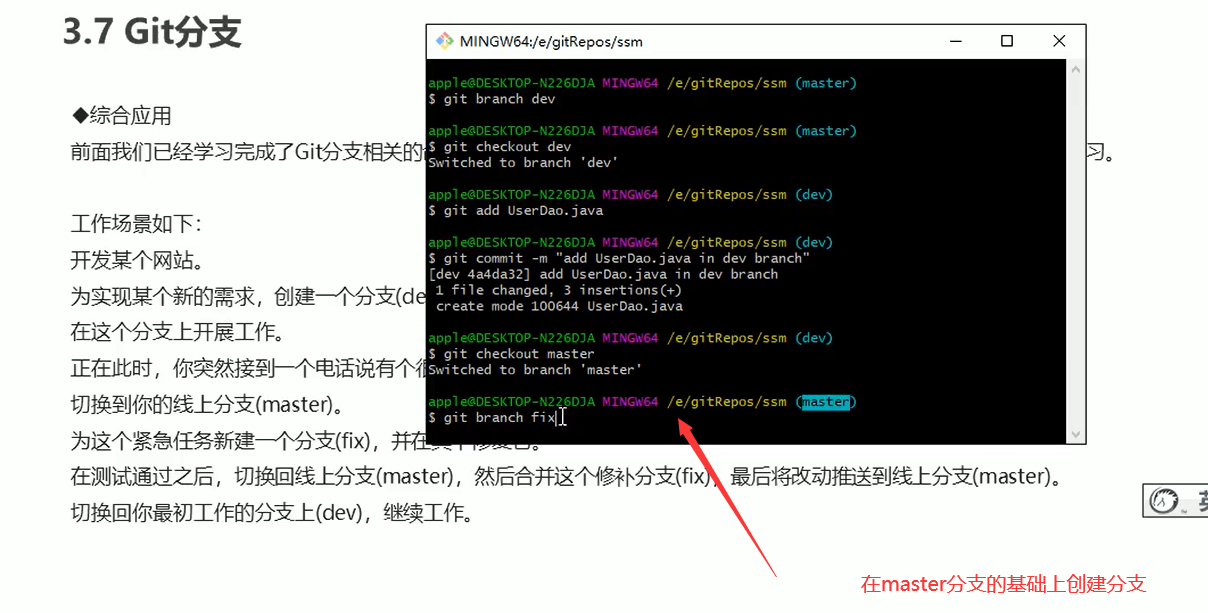 3.7 Git分支
◆综合应用
前面我们已经学习完成了Git分支相关的
习。
工作场景如下：
开发某个网站。
为实现某个新的需求，创建一个分支(de
在这个分支上开展工作。
正在此时，你突然接到一个电话说有个很
切换到你的线上分支(master)。
为这个紧急任务新建一个分支(fix)，并在
在测试通过之后，切换回线上分支(master)，然后合并这个修补分支(fix)，最后将改动推送到线上分支(master)。
切换回你最初工作的分支上(dev)，继续工作。
MINGW64:/e/gitRepos/ssm
apple@DESKTOP-N226DJA MINGW64 /e/gitRepos/ssm (master)
$ git branch dev
apple@DESKTOP-N226DJA MINGW64 /e/gitRepos/ssm (master)
$ git checkout dev
Switched to branch 'dev'
apple@DESKTOP-N226DJA MINGW64 /e/gitRepos/ssm (dev)
$ git add UserDao.java
apple@DESKTOP-N226DJA MINGW64 /e/gitRepos/ssm (dev)
$ git commit -m "add UserDao.java in dev branch"
[dev 4a4da32] add UserDao.java in dev branch
1 file changed, 3 insertions(+)
create mode 100644 UserDao.java
apple@DESKTOP-N226DJA MINGW64 /e/gitRepos/ssm (dev)
$ git checkout master
Switched to branch 'master'
apple@DESKTOP-N226DJA MINGW64 /e/gitRepos/ssm (master)
$ git branch fix
在master分支的基础上创建分支
英